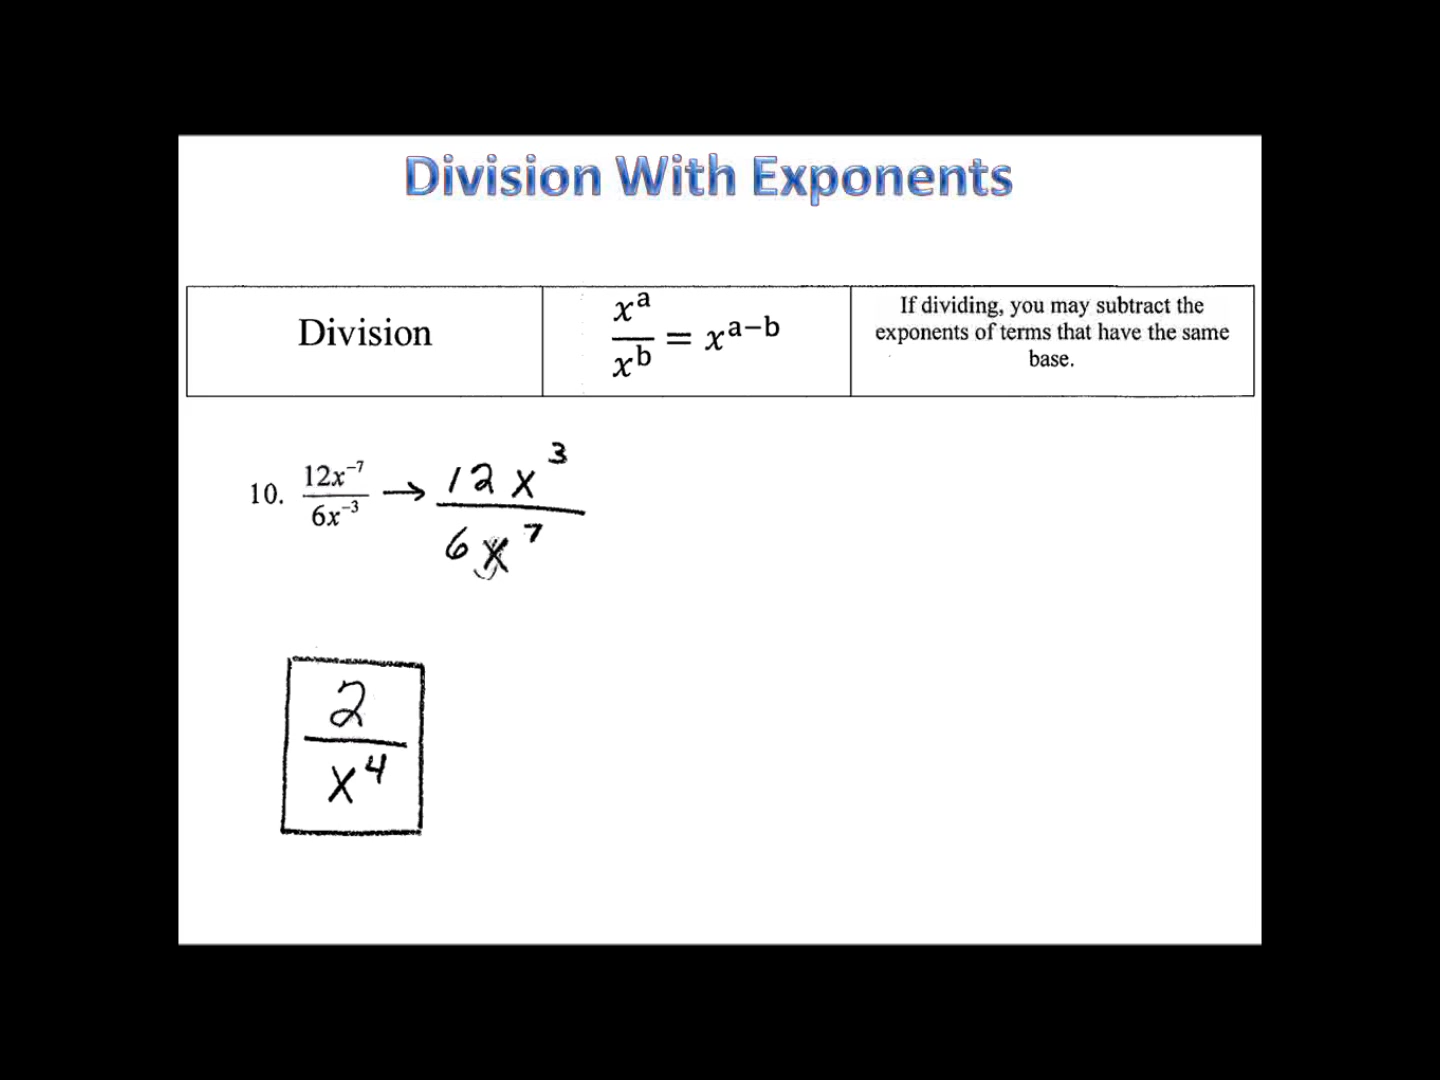 Division With Exponents
Division
x^a/x^b = x^(a−b)
If dividing, you may subtract the
exponents of terms that have the same
base.
10. 12x^−7/6x^−3 → 12x^3/6x^7
2/x^4